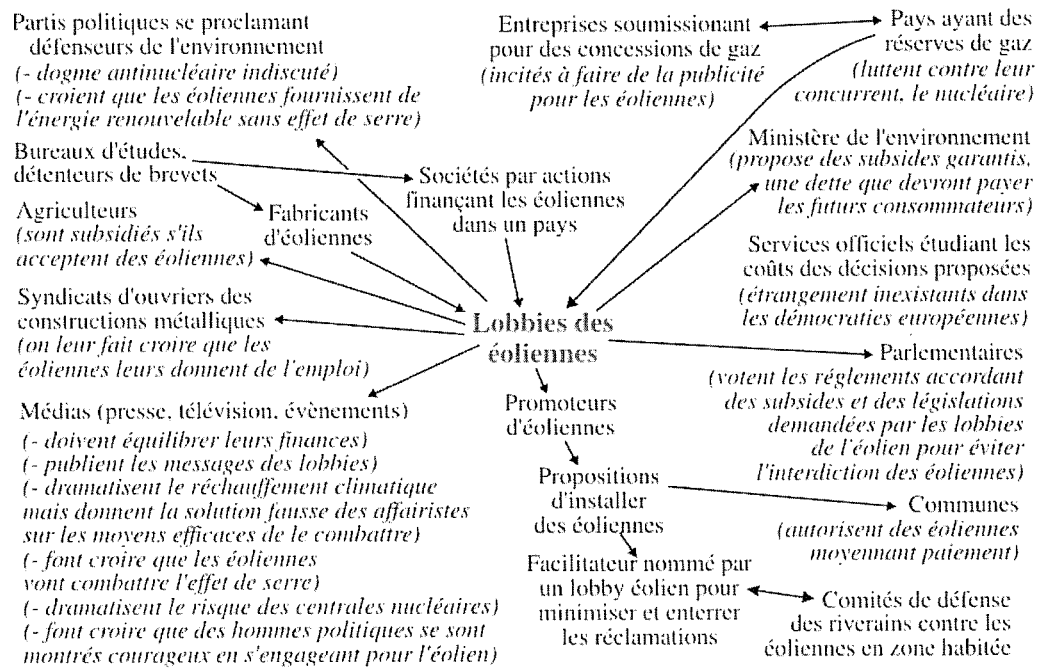 Partis politiques se proclamant
défenseurs de l'environnement
(- dogme antinucléaire indiscuté)
(- croient que les éoliennes fournissent de
l'énergie renouvelable sans effet de serre)
Bureaux d'études,
détenteurs de brevets
Agriculteurs
(sont subsidiés s'ils
acceptent des éoliennes)
Fabricants
d'éoliennes
Syndicats d'ouvriers des
constructions métalliques
(on leur fait croire que les
éoliennes leurs donnent de l'emploi)
Médias (presse, télévision, évènements)
(- doivent équilibrer leurs finances)
(- publient les messages des lobbies)
(- dramatisent le réchauffement climatique
mais donnent la solution fausse des affairistes
sur les moyens efficaces de le combattre)
(- font croire que les éoliennes
vont combattre l'effet de serre)
(- dramatisent le risque des centrales nucléaires)
(- font croire que des hommes politiques se sont
montrés courageux en s'engageant pour l'éolien)
Entreprises soumissionant
pour des concessions de gaz
(incités à faire de la publicité
pour les éoliennes)
Sociétés par actions
finançant les éoliennes
dans un pays
Lobbies des
éoliennes
Promoteurs
d'éoliennes
Propositions
d'installer
des éoliennes
Facilitateur nommé par
un lobby éolien pour
minimiser et enterrer
les réclamations
Pays ayant des
réserves de gaz
(luttent contre leur
concurrent, le nucléaire)
Ministère de l'environnement
(propose des subsides garantis,
une dette que devront payer
les futurs consommateurs)
Services officiels étudiant les
coûts des décisions proposées
(étrangement inexistants dans
les démocraties européennes)
Parlementaires
(votent les réglements accordant
des subsides et des législations
demandées par les lobbies
de l'éolien pour éviter
l'interdiction des éoliennes)
Communes
(autorisent des éoliennes
moyennant paiement)
Comités de défense
des riverains contre les
éoliennes en zone habitée